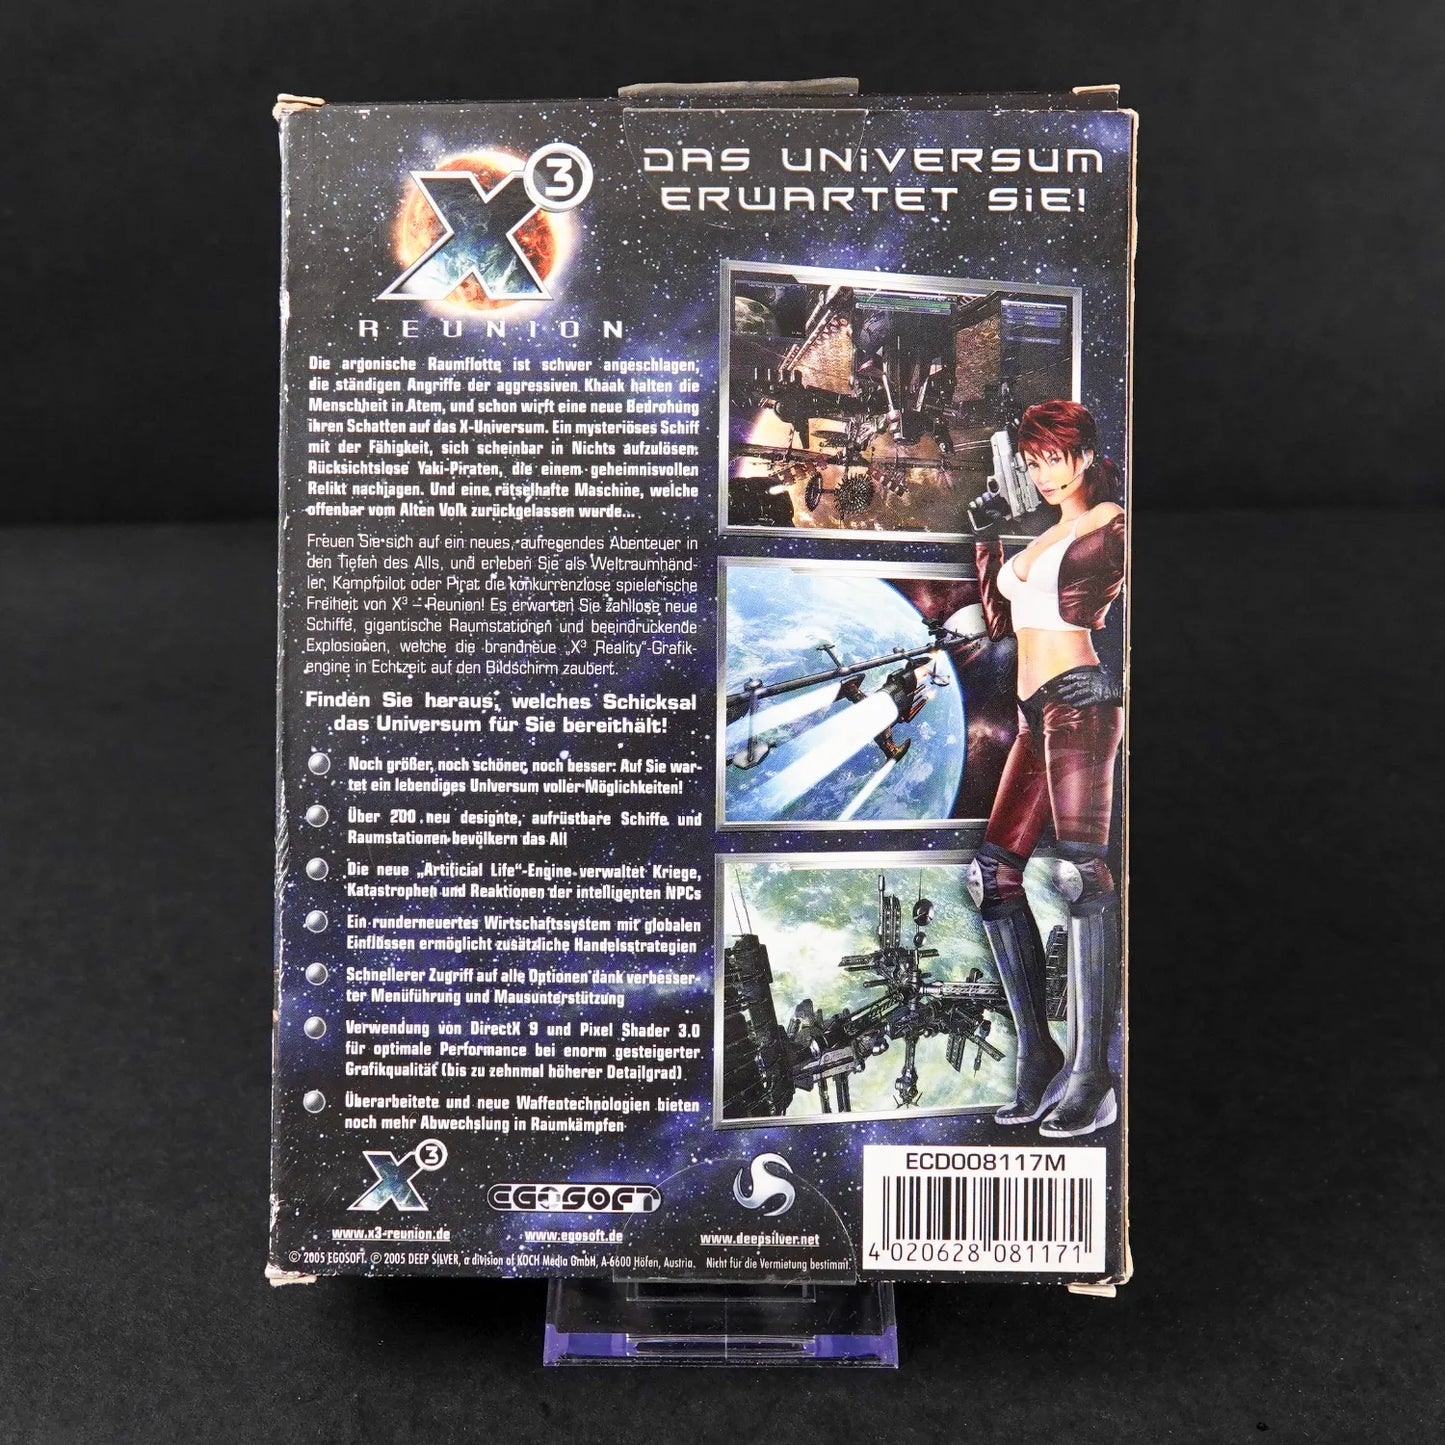 X3
REUNION
DAS UNiVERSUM
ERWARTET SiE!
Die argonische Raumflotte ist schwer angeschlagen,
die ständigen Angriffe der aggressiven Khaak halten die
Menschheit in Atem, und schon wirft eine neue Bedrohung
ihren Schatten auf das X-Universum. Ein mysteriöses Schiff
mit der Fähigkeit, sich scheinbar in Nichts aufzulösen.
Rücksichtslose Yaki-Piraten, die einem geheimnisvollen
Relikt nachjagen. Und eine rätselhafte Maschine, welche
offenbar vom Alten Volk zurückgelassen wurde...
Freuen Sie sich auf ein neues, aufregendes Abenteuer in
den Tiefen des Alls, und erleben Sie als Weltraumhänd-
ler, Kampfpilot oder Pirat die konkurrenzlose spielerische
Freiheit von X³ – Reunion! Es erwarten Sie zahllose neue
Schiffe, gigantische Raumstationen und beeindruckende
Explosionen, welche die brandneue „X³ Reality“-Grafik-
engine in Echtzeit auf den Bildschirm zaubert.
Finden Sie heraus, welches Schicksal
das Universum für Sie bereithält!
Noch größer, noch schöner, noch besser: Auf Sie war-
tet ein lebendiges Universum voller Möglichkeiten!
Über 200 neu designte, aufrüstbare Schiffe und
Raumstationen bevölkern das All
Die neue „Artificial Life“-Engine verwaltet Kriege,
Katastrophen und Reaktionen der intelligenten NPCs
Ein runderneuertes Wirtschaftssystem mit globalen
Einflüssen ermöglicht zusätzliche Handelsstrategien
Schnellerer Zugriff auf alle Optionen dank verbesser-
ter Menüführung und Mausunterstützung
Verwendung von DirectX 9 und Pixel Shader 3.0
für optimale Performance bei enorm gesteigerter
Grafikqualität (bis zu zehnmal höherer Detailgrad)
Überarbeitete und neue Waffentechnologien bieten
noch mehr Abwechslung in Raumkämpfen
X3
EGOSOFT
www.x3-reunion.de
www.egosoft.de
www.deepsilver.net
© 2005 EGOSOFT. ℗ 2005 DEEP SILVER, a division of KOCH Media GmbH, A-6600 Höfen, Austria. Nicht für die Vermietung bestimmt.
ECD008117M
4 020628 081171